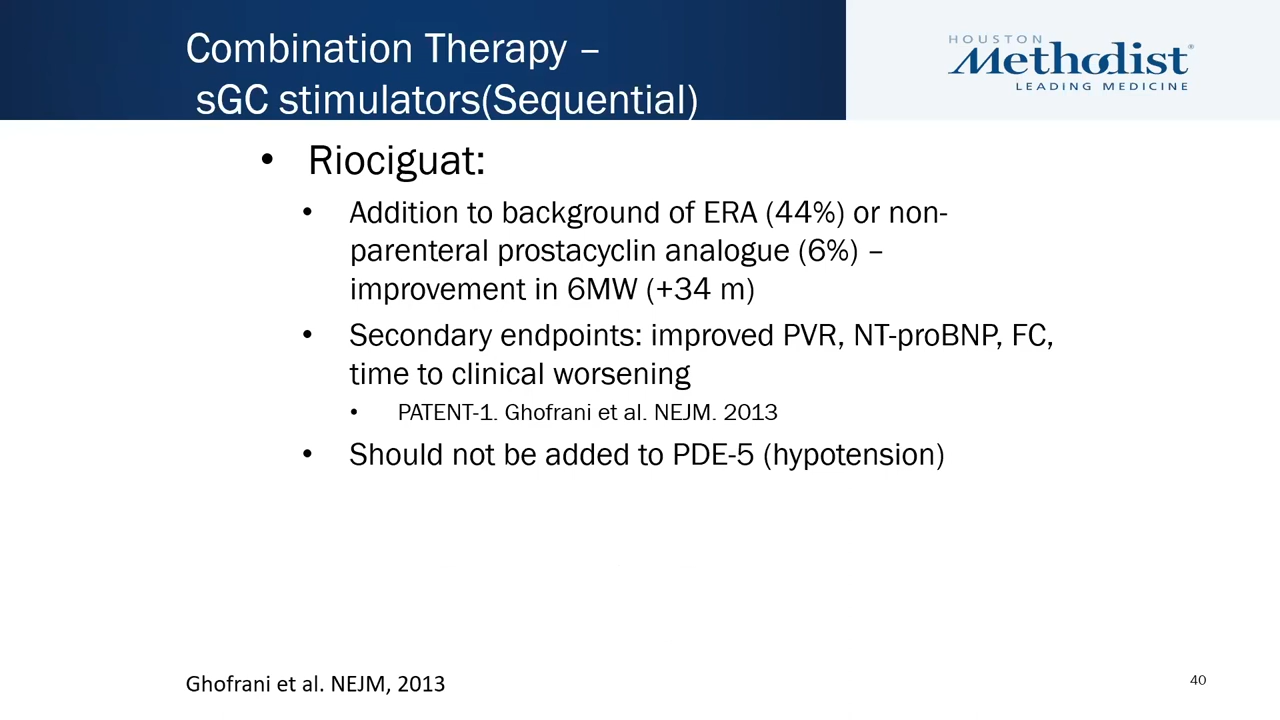 Combination Therapy –
sGC stimulators(Sequential)
HOUSTON
Methodist®
LEADING MEDICINE
• Riociguat:
• Addition to background of ERA (44%) or non-
parenteral prostacyclin analogue (6%) –
improvement in 6MW (+34 m)
• Secondary endpoints: improved PVR, NT-proBNP, FC,
time to clinical worsening
• PATENT-1. Ghofrani et al. NEJM. 2013
• Should not be added to PDE-5 (hypotension)
Ghofrani et al. NEJM, 2013
40